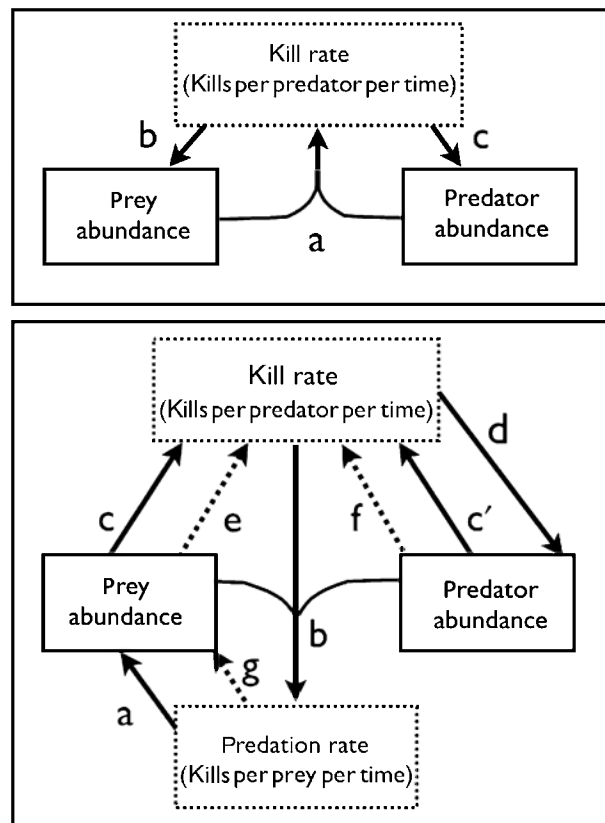 Kill rate
(Kills per predator per time)
b
c
Prey
abundance
Predator
abundance
a
Kill rate
(Kills per predator per time)
d
c
e
f
c′
Prey
abundance
Predator
abundance
b
g
a
Predation rate
(Kills per prey per time)